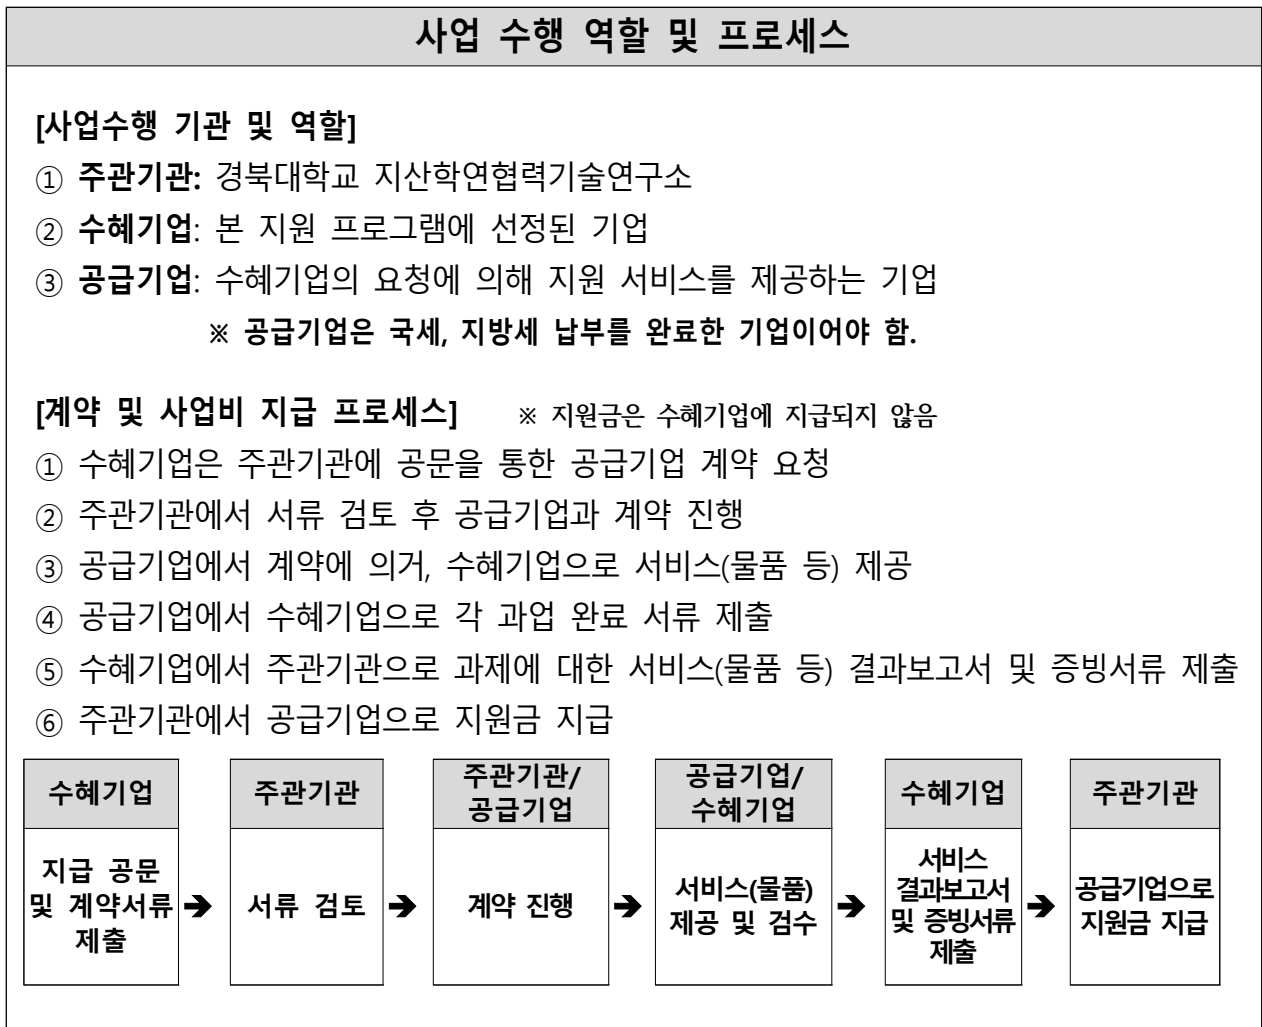 사업 수행 역할 및 프로세스
[사업수행 기관 및 역할]
① 주관기관: 경북대학교 지산학연협력기술연구소
② 수혜기업: 본 지원 프로그램에 선정된 기업
③ 공급기업: 수혜기업의 요청에 의해 지원 서비스를 제공하는 기업
※ 공급기업은 국세, 지방세 납부를 완료한 기업이어야 함.
[계약 및 사업비 지급 프로세스] ※ 지원금은 수혜기업에 지급되지 않음
① 수혜기업은 주관기관에 공문을 통한 공급기업 계약 요청
② 주관기관에서 서류 검토 후 공급기업과 계약 진행
③ 공급기업에서 계약에 의거, 수혜기업으로 서비스(물품 등) 제공
④ 공급기업에서 수혜기업으로 각 과업 완료 서류 제출
⑤ 수혜기업에서 주관기관으로 과제에 대한 서비스(물품 등) 결과보고서 및 증빙서류 제출
⑥ 주관기관에서 공급기업으로 지원금 지급
수혜기업
지급 공문
및 계약서류
제출
➔
주관기관
서류 검토
➔
주관기관/
공급기업
계약 진행
➔
공급기업/
수혜기업
서비스(물품)
제공 및 검수
➔
수혜기업
서비스
결과보고서
및 증빙서류
제출
➔
주관기관
공급기업으로
지원금 지급